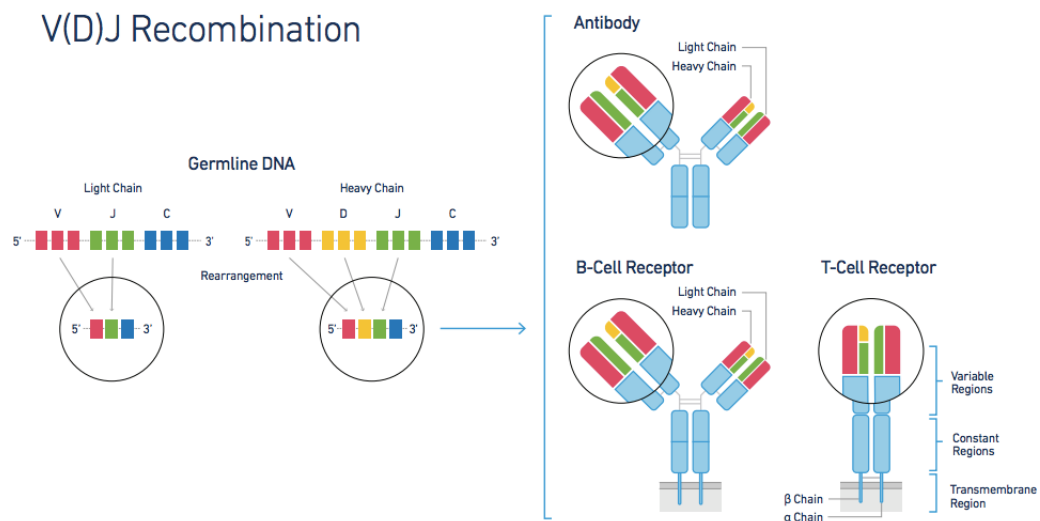 V(D)J Recombination
Germline DNA
Light Chain
Heavy Chain
V
J
C
V
D
J
C
5'
3'
5'
3'
Rearrangement
5'
3'
5'
3'
Antibody
Light Chain
Heavy Chain
B-Cell Receptor
Light Chain
Heavy Chain
T-Cell Receptor
Variable
Regions
Constant
Regions
Transmembrane
Region
β Chain
α Chain